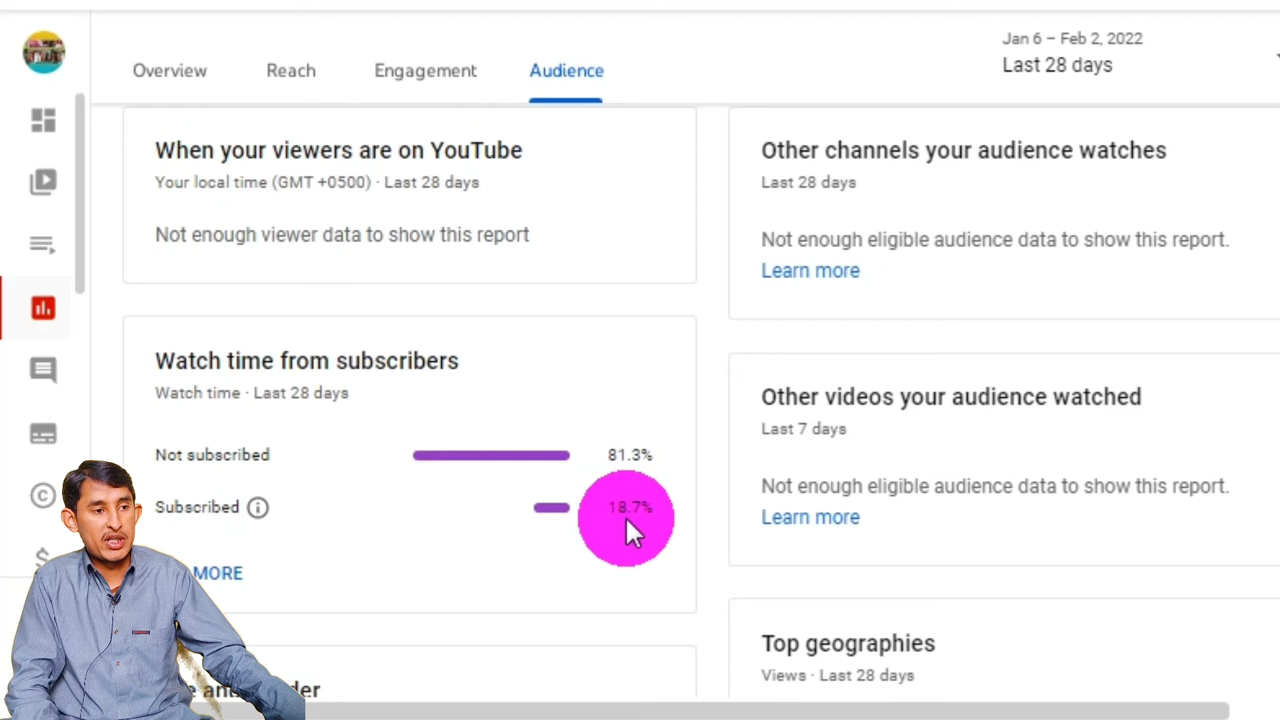 Jan 6 – Feb 2, 2022
Last 28 days
Overview
Reach
Engagement
Audience
When your viewers are on YouTube
Your local time (GMT +0500) · Last 28 days
Not enough viewer data to show this report
Other channels your audience watches
Last 28 days
Not enough eligible audience data to show this report.
Learn more
Watch time from subscribers
Watch time · Last 28 days
Not subscribed 81.3%
Subscribed 18.7%
MORE
Other videos your audience watched
Last 7 days
Not enough eligible audience data to show this report.
Learn more
Top geographies
Views · Last 28 days